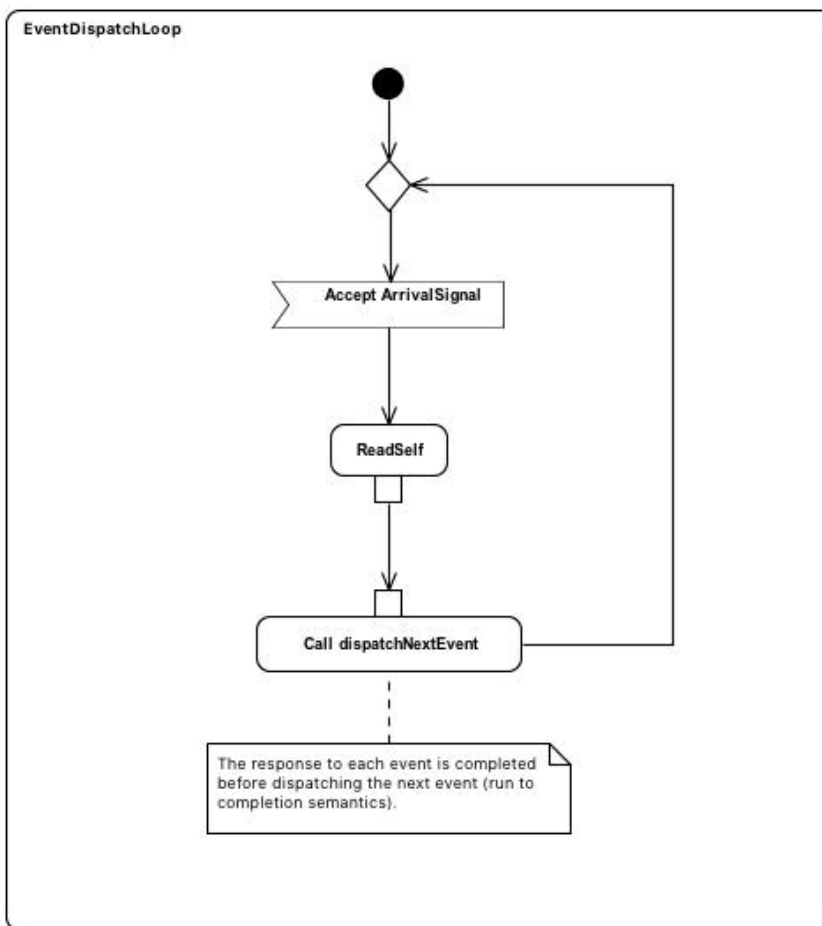 EventDispatchLoop
Accept ArrivalSignal
ReadSelf
Call dispatchNextEvent
The response to each event is completed
before dispatching the next event (run to
completion semantics).